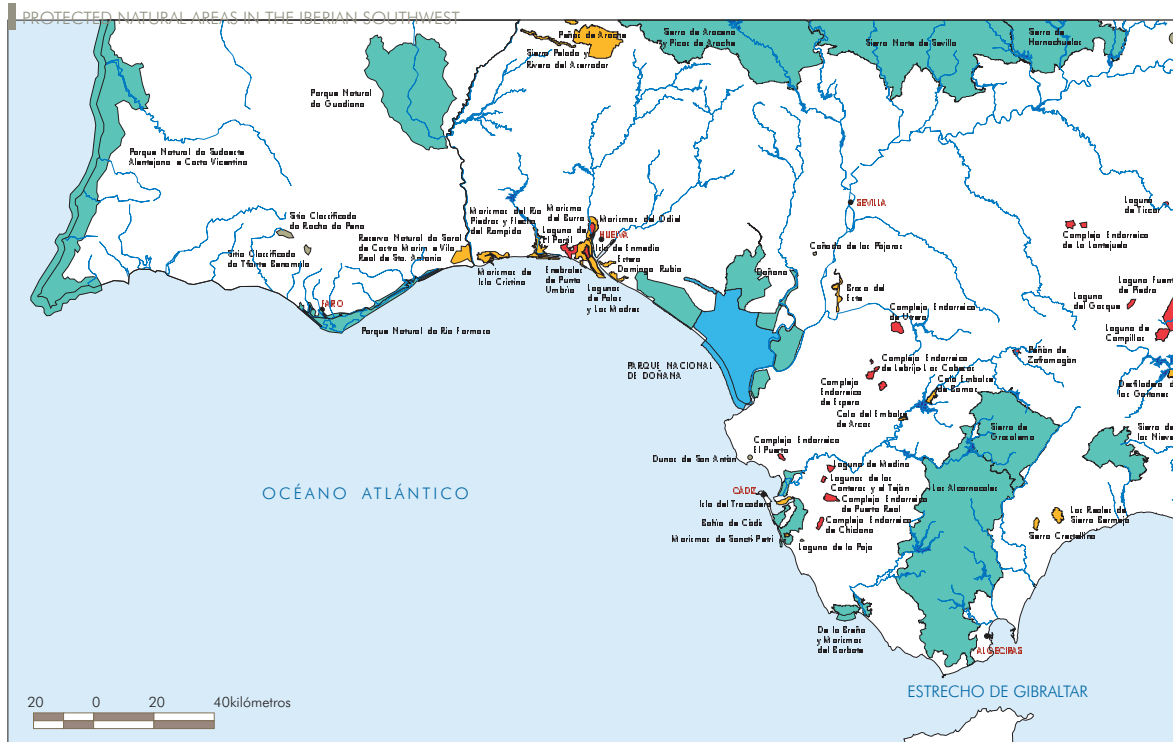 PROTECTED NATURAL AREAS IN THE IBERIAN SOUTHWEST
Peñas de Aroche
Sierra Pelada y
Rivera del Aserrador
Sierra de Aracena
y Picos de Aroche
Sierra Norte de Sevilla
Sierra de
Hornachuelos
Parque Natural
do Guadiana
Parque Natural do Sudoeste
Alentejano e Costa Vicentina
Sitio Classificado
da Rocha da Pena
Sitio Classificado
da
Reserva Natural do Sapal
de Castro Marim e Vila
Real de Sto. Antonio
Marismas del Río
Piedras y Flecha
del Rompido
Marismas
del Burro
Laguna de
El Portil
Marismas del Odiel
HUELVA
Isla de Enmedio
Estero
Domingo Rubio
Marismas de
Isla Cristina
Enebrales de Punta
Umbría
Lagunas
de Palos
y Las Madres
FARO
Parque Natural da Ria Formosa
SEVILLA
Cañada de los Pájaros
Doñana
Brazo del
Este
PARQUE NACIONAL
DE DOÑANA
Laguna
de Tíscar
Complejo Endorreico
de La Lantejuela
Laguna Fuente
de Piedra
Laguna
del Gosque
Laguna de
Campillos
Complejo Endorreico
de Utrera
Peñón de
Zaframagón
Complejo Endorreico
de Lebrija Las Cabezas
Complejo
Endorreico
de Espera
Cola Embalse
de Bornos
Cola del Embalse
de Arcos
Desfiladero de
los Gaitanes
Sierra de
Grazalema
Sierra de
las Nieves
Complejo Endorreico
El Puerto
Dunas de San Antón
Laguna de Medina
Lagunas de las
Canteras y el Tejón
Complejo Endorreico
de Puerto Real
Complejo Endorreico
de Chiclana
CÁDIZ
Isla del Trocadero
Bahía de Cádiz
Marismas de Sancti Petri
Laguna de la Paja
Los Alcornocales
Los Reales de
Sierra Bermeja
Sierra Crestellina
De la Breña
y Marismas
del Barbate
ALGECIRAS
OCÉANO ATLÁNTICO
ESTRECHO DE GIBRALTAR
20 0 20 40kilómetros